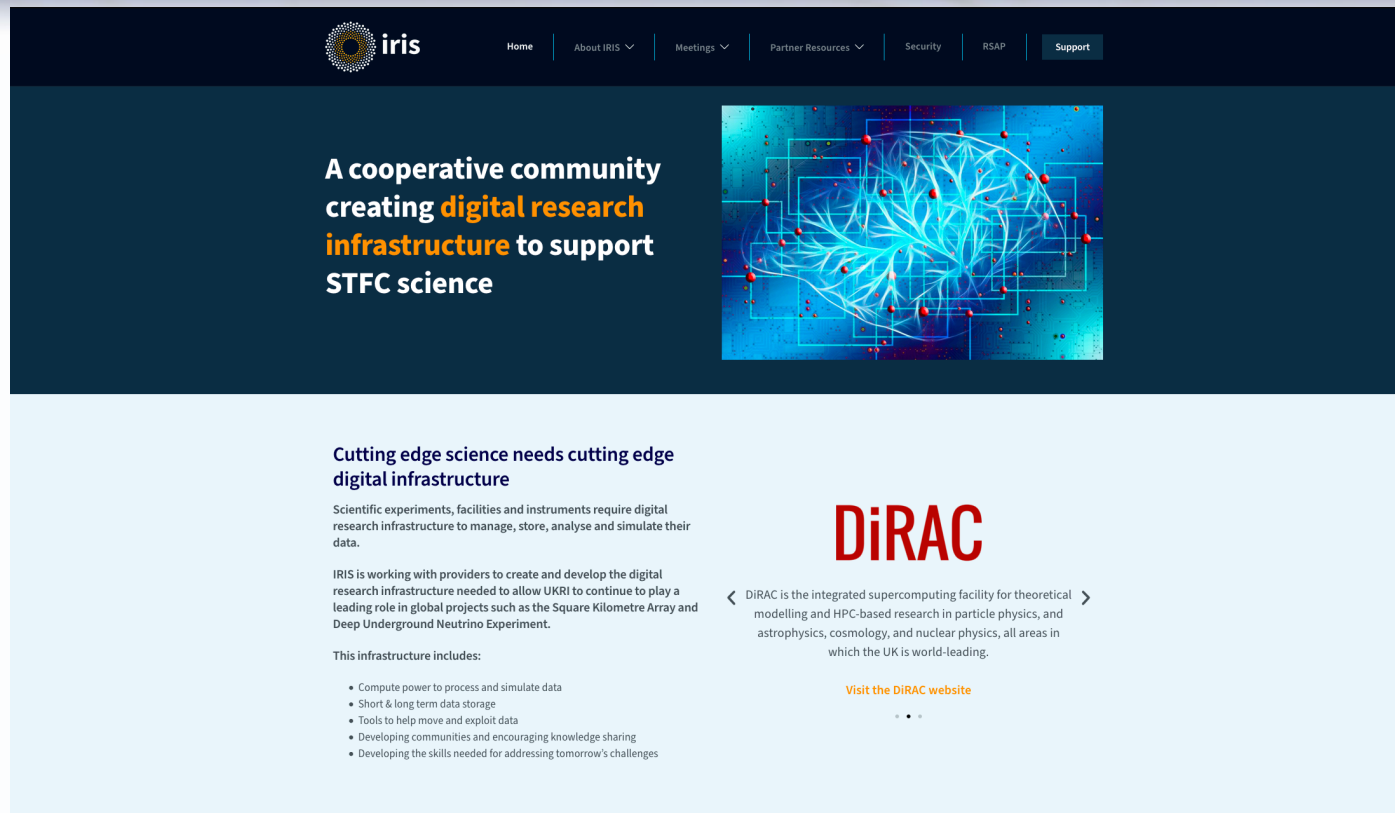 iris
Home
About IRIS
Meetings
Partner Resources
Security
RSAP
Support
A cooperative community
creating digital research
infrastructure to support
STFC science
Cutting edge science needs cutting edge
digital infrastructure
Scientific experiments, facilities and instruments require digital
research infrastructure to manage, store, analyse and simulate their
data.
IRIS is working with providers to create and develop the digital
research infrastructure needed to allow UKRI to continue to play a
leading role in global projects such as the Square Kilometre Array and
Deep Underground Neutrino Experiment.
This infrastructure includes:
• Compute power to process and simulate data
• Short & long term data storage
• Tools to help move and exploit data
• Developing communities and encouraging knowledge sharing
• Developing the skills needed for addressing tomorrow's challenges
DiRAC
DiRAC is the integrated supercomputing facility for theoretical
modelling and HPC-based research in particle physics, and
astrophysics, cosmology, and nuclear physics, all areas in
which the UK is world-leading.
Visit the DiRAC website